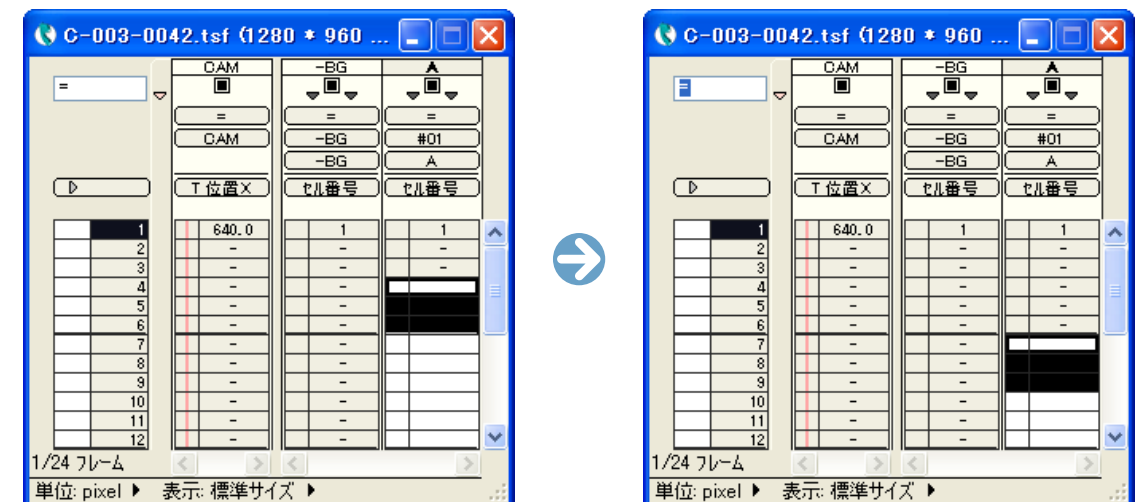 C-003-0042.tsf (1280 * 960 ...
CAM -BG A
=
= = =
CAM -BG #01
-BG A
T 位置X セル番号 セル番号
1 640.0 1 1
2 - - -
3 - - -
4 - -
5 - -
6 - -
7 - -
8 - -
9 - -
10 - -
11 - -
12 - -
1/24 フレーム
単位: pixel 表示: 標準サイズ
C-003-0042.tsf (1280 * 960 ...
CAM -BG A
=
= = =
CAM -BG #01
-BG A
T 位置X セル番号 セル番号
1 640.0 1 1
2 - - -
3 - - -
4 - - -
5 - - -
6 - - -
7 - -
8 - -
9 - -
10 - -
11 - -
12 - -
1/24 フレーム
単位: pixel 表示: 標準サイズ